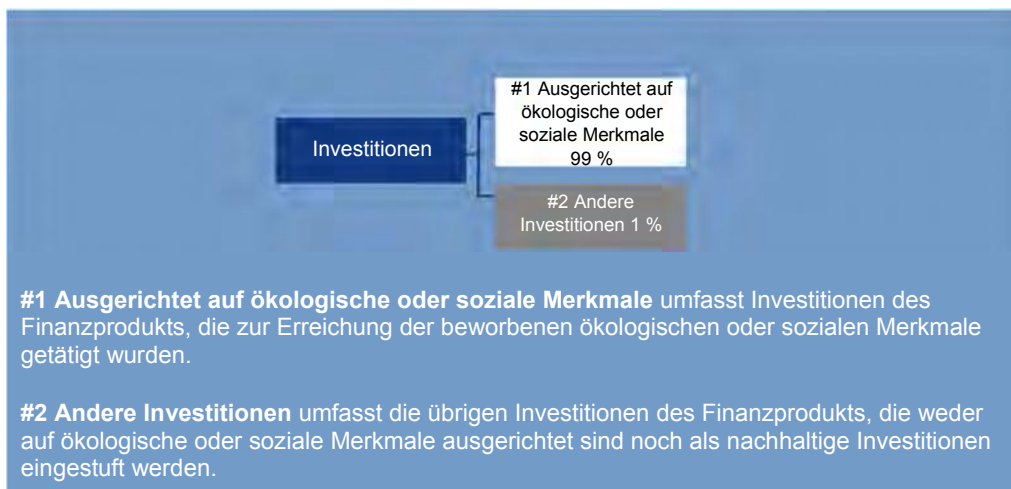 #1 Ausgerichtet auf
ökologische oder
soziale Merkmale
99 %
Investitionen
#2 Andere
Investitionen 1 %
#1 Ausgerichtet auf ökologische oder soziale Merkmale umfasst Investitionen des
Finanzprodukts, die zur Erreichung der beworbenen ökologischen oder sozialen Merkmale
getätigt wurden.
#2 Andere Investitionen umfasst die übrigen Investitionen des Finanzprodukts, die weder
auf ökologische oder soziale Merkmale ausgerichtet sind noch als nachhaltige Investitionen
eingestuft werden.